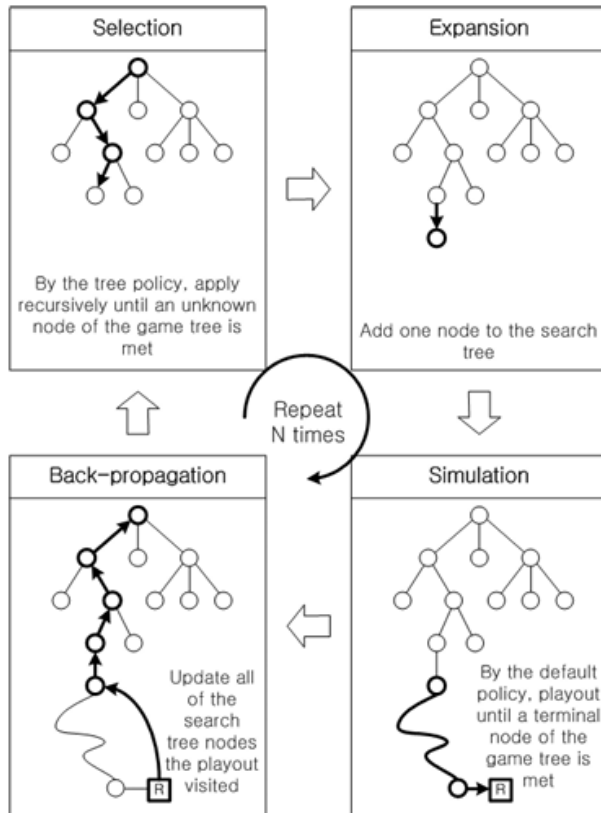 Selection
By the tree policy, apply
recursively until an unknown
node of the game tree is
met
Expansion
Add one node to the search
tree
Repeat
N times
Back-propagation
Update all
of the
search
tree nodes
the playout
visited
R
Simulation
By the default
policy, playout
until a terminal
node of the
game tree is
met
R